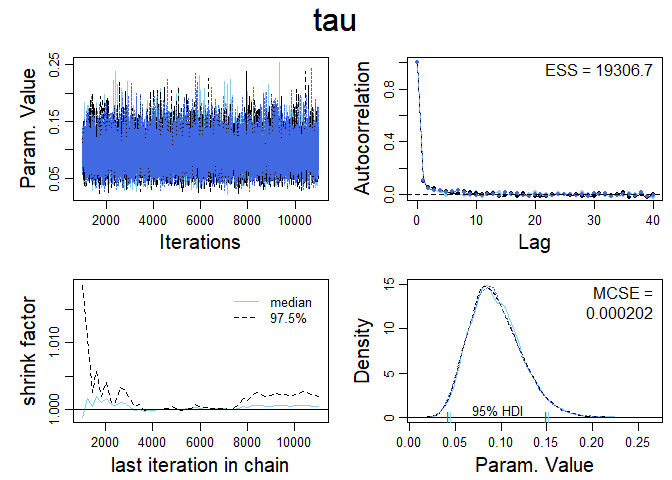 tau
Param. Value
0.05
0.15
0.25
2000
4000
6000
8000
10000
Iterations
Autocorrelation
0.0
0.4
0.8
ESS = 19306.7
0
10
20
30
40
Lag
shrink factor
1.000
1.010
median
97.5%
2000
4000
6000
8000
10000
last iteration in chain
Density
0
5
10
15
MCSE =
0.000202
95% HDI
0.00
0.05
0.10
0.15
0.20
0.25
Param. Value